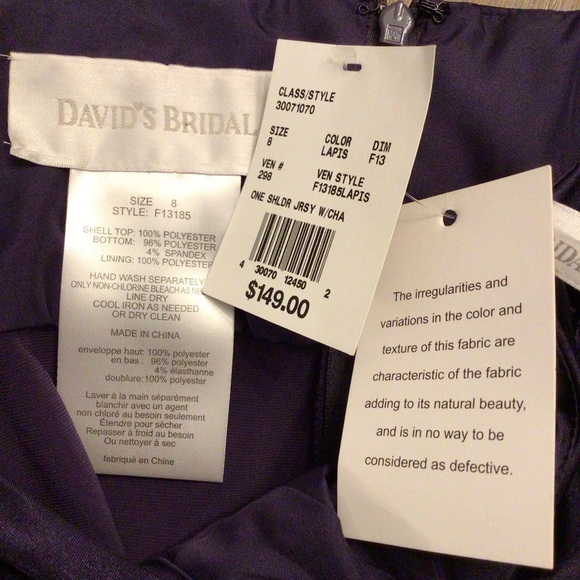 DAVID'S BRIDAL
SIZE 8
STYLE: F13185
SHELL TOP: 100% POLYESTER
BOTTOM: 96% POLYESTER
4% SPANDEX
LINING: 100% POLYESTER
HAND WASH SEPARATELY
ONLY NON-CHLORINE BLEACH AS
LINE DRY
COOL IRON AS NEEDED
OR DRY CLEAN
MADE IN CHINA
enveloppe haut: 100% polyester
en bas : 96% polyester
4% élasthanne
doublure: 100% polyester
Laver à la main séparément
blanchir avec un agent
non chloré au besoin seulement
Étendre pour sécher
Repasser à froid au besoin
Ou nettoyer à sec
fabriqué en Chine
CLASS/STYLE
30071070
SIZE COLOR DIM
8 LAPIS F13
VEN # VEN STYLE
298 F13185LAPIS
ONE SHLDR JRSY W/CHA
4 30070 12450 2
$149.00
The irregularities and
variations in the color and
texture of this fabric are
characteristic of the fabric
adding to its natural beauty,
and is in no way to be
considered as defective.